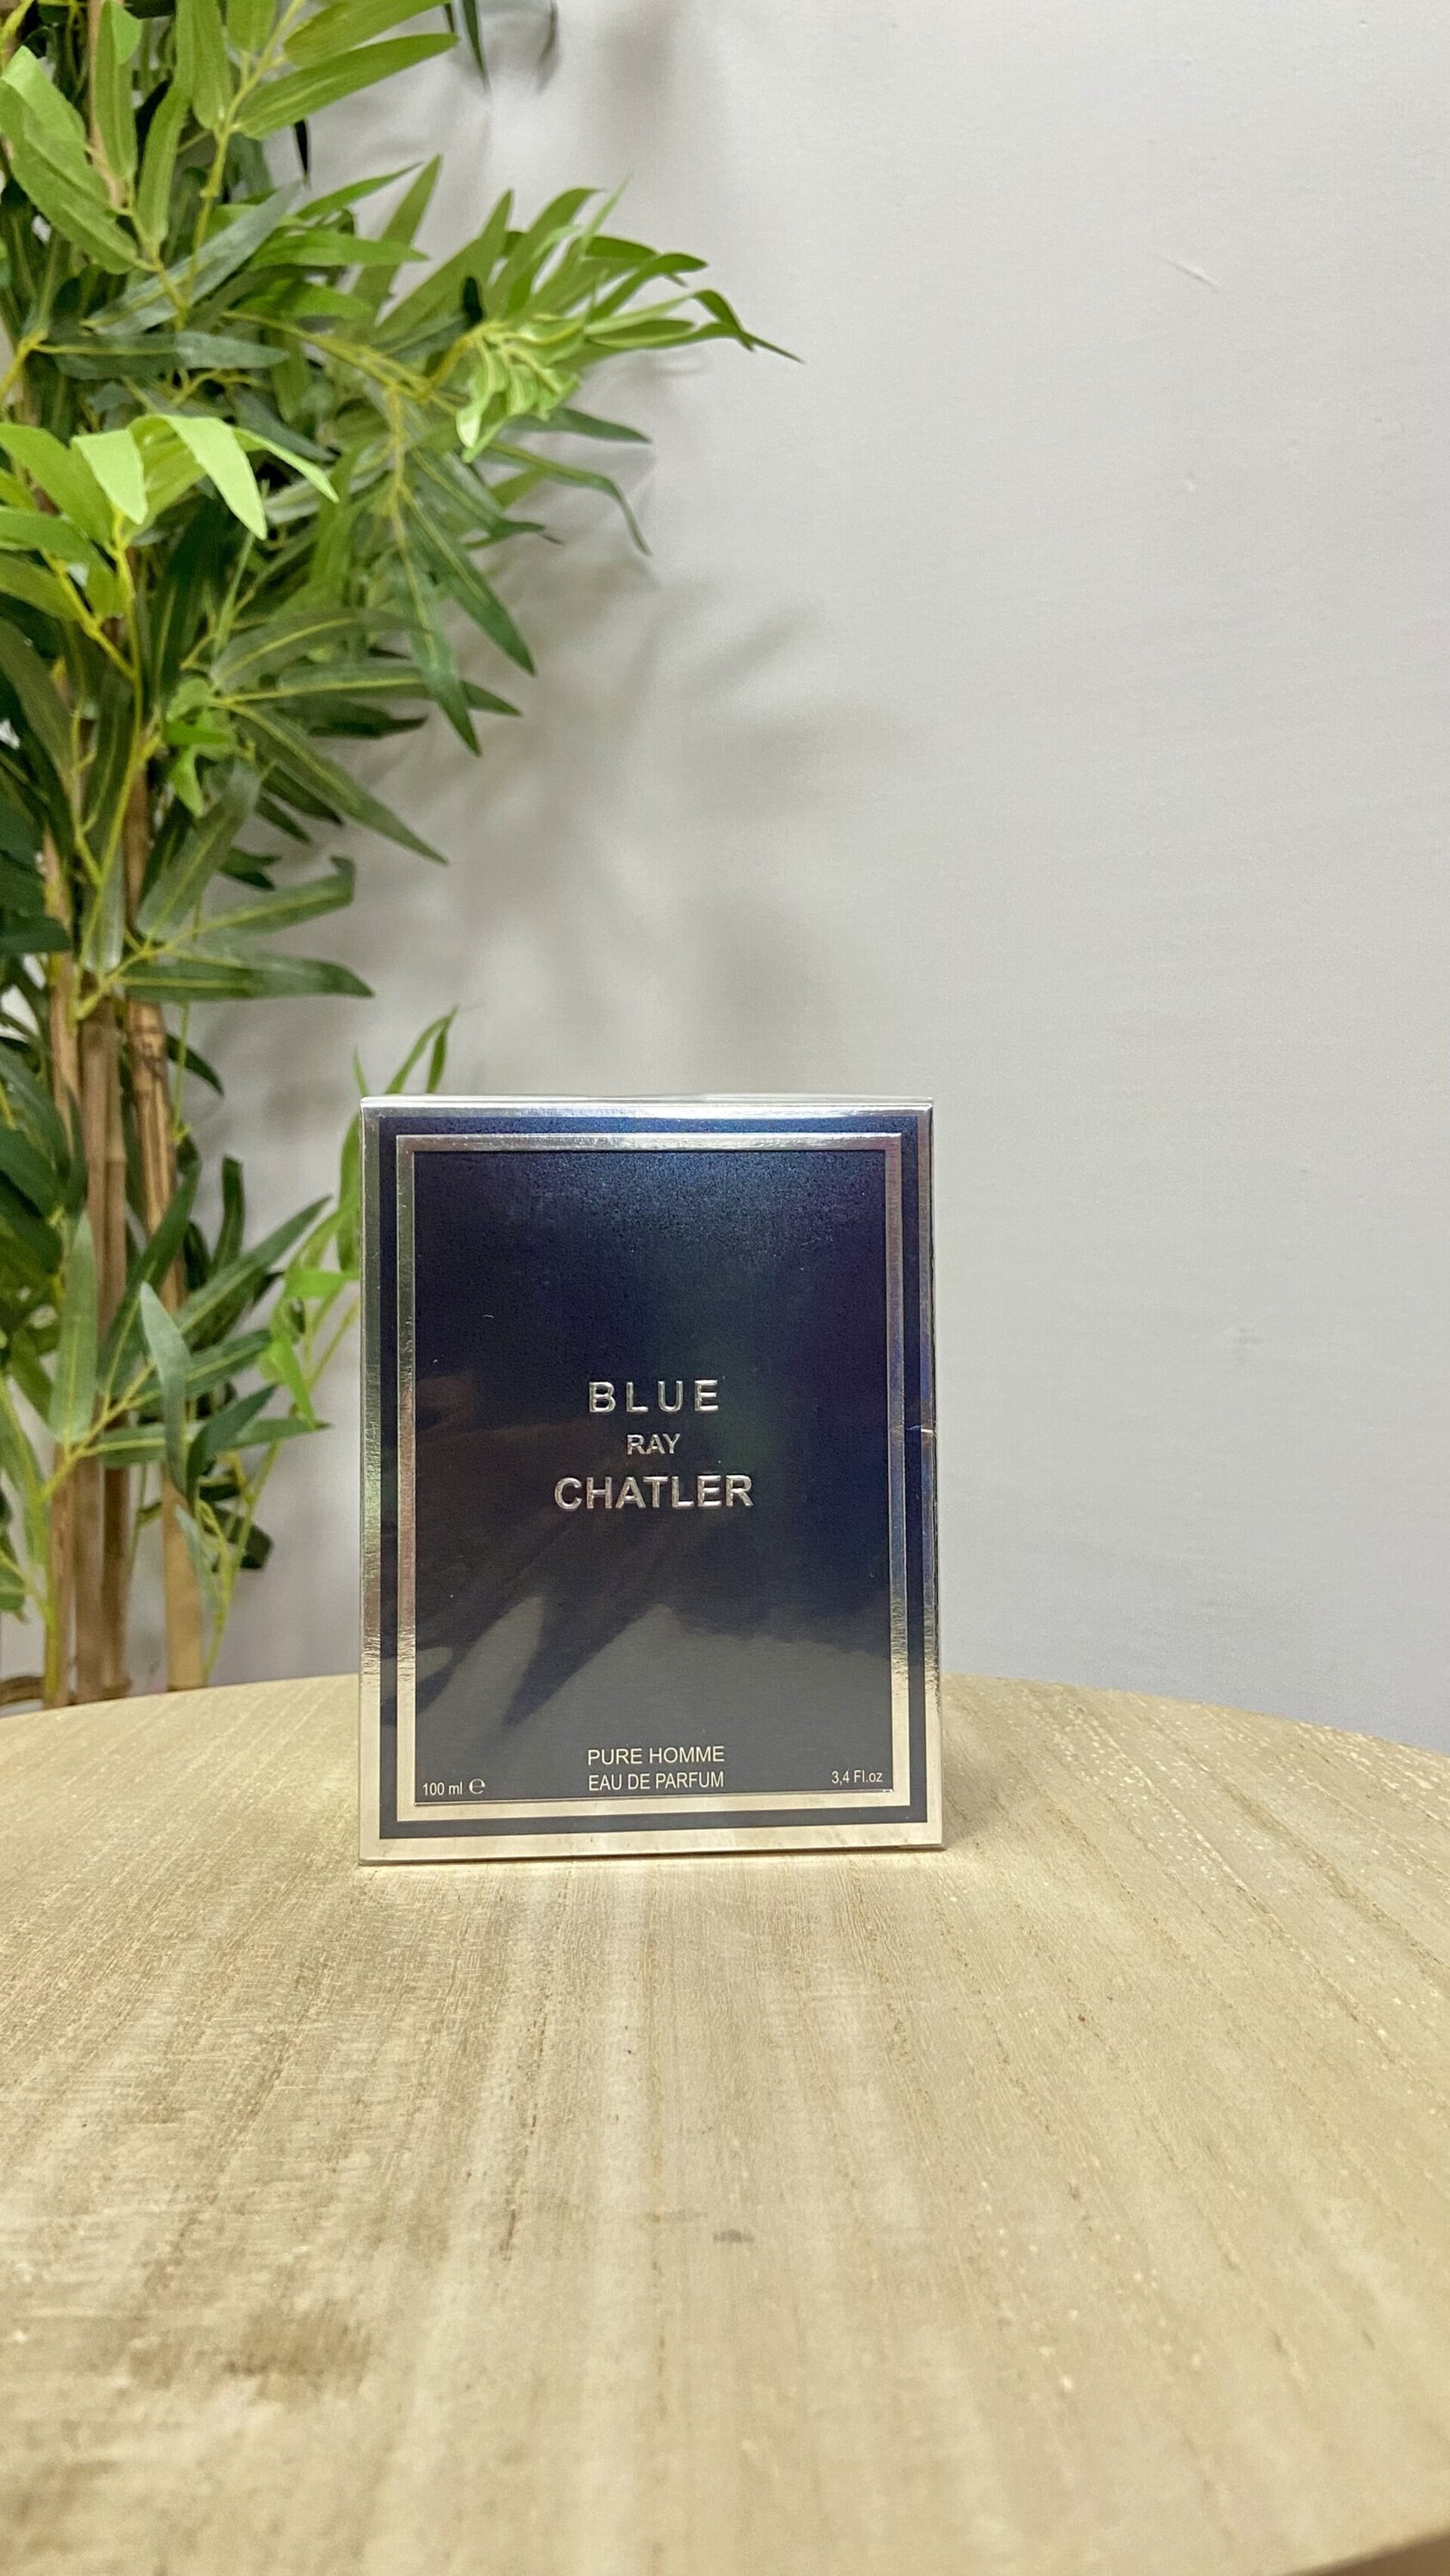 BLUE
RAY
CHATLER
PURE HOMME
EAU DE PARFUM
100 ml ℮
3,4 Fl.oz